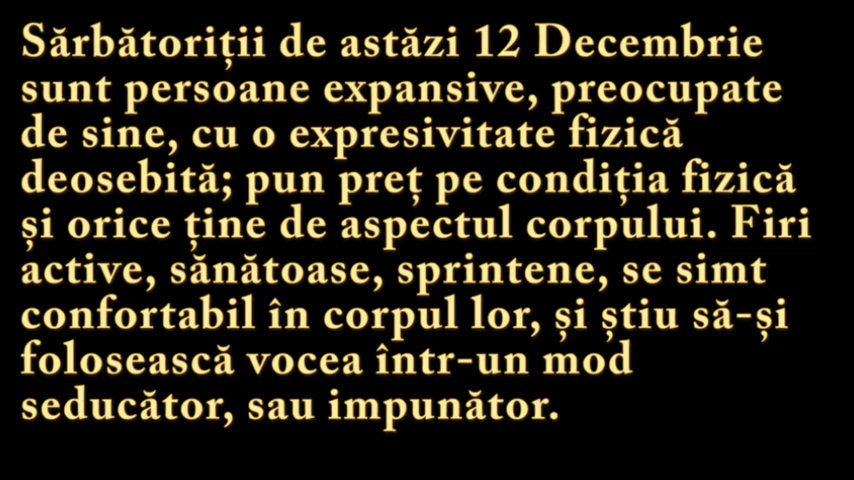 Sărbătoriții de astăzi 12 Decembrie
sunt persoane expansive, preocupate
de sine, cu o expresivitate fizică
deosebită; pun preț pe condiția fizică
și orice ține de aspectul corpului. Firi
active, sănătoase, sprintene, se simt
confortabil în corpul lor, și știu să-și
folosească vocea într-un mod
seducător, sau impunător.